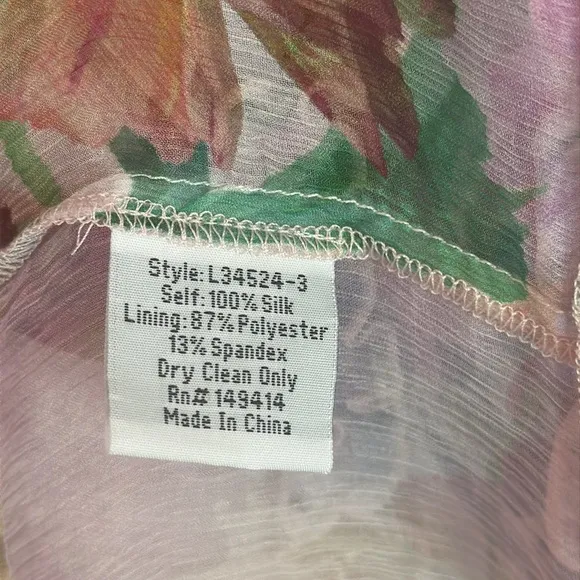 Style: L34524-3
Self: 100% Silk
Lining: 87% Polyester
13% Spandex
Dry Clean Only
Rn# 149414
Made In China